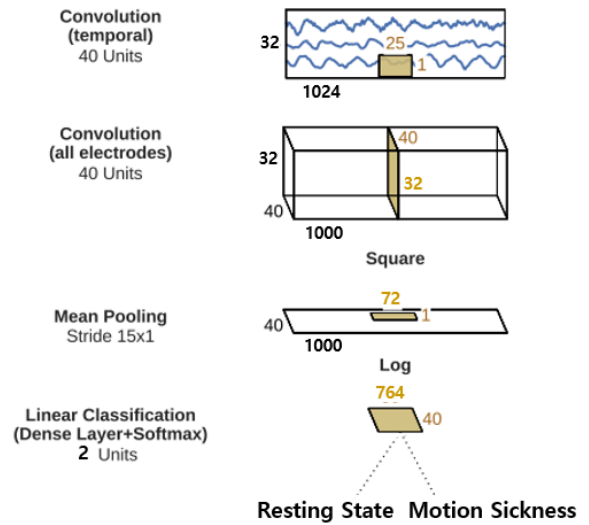 Convolution
(temporal)
40 Units
32
25
1
1024
Convolution
(all electrodes)
40 Units
32
40
40
32
1000
Square
Mean Pooling
Stride 15x1
40
72
1
1000
Log
Linear Classification
(Dense Layer+Softmax)
2 Units
764
40
Resting State Motion Sickness